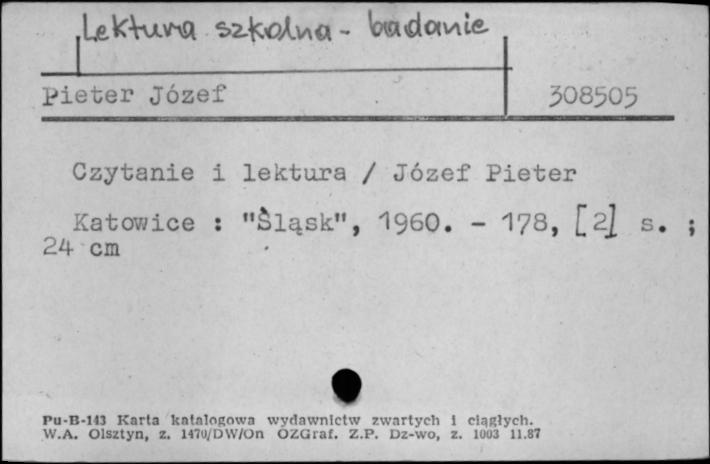 Lektura szkolna - badanie
Pieter Józef 308505
Czytanie i lektura / Józef Pieter
Katowice : "Śląsk", 1960. - 178, [2] s. ;
24 cm
Pu-B-143 Karta katalogowa wydawnictw zwartych i ciągłych.
W.A. Olsztyn, z. 1470/DW/On OZGraf. Z.P. Dz-wo, z. 1003 11.87